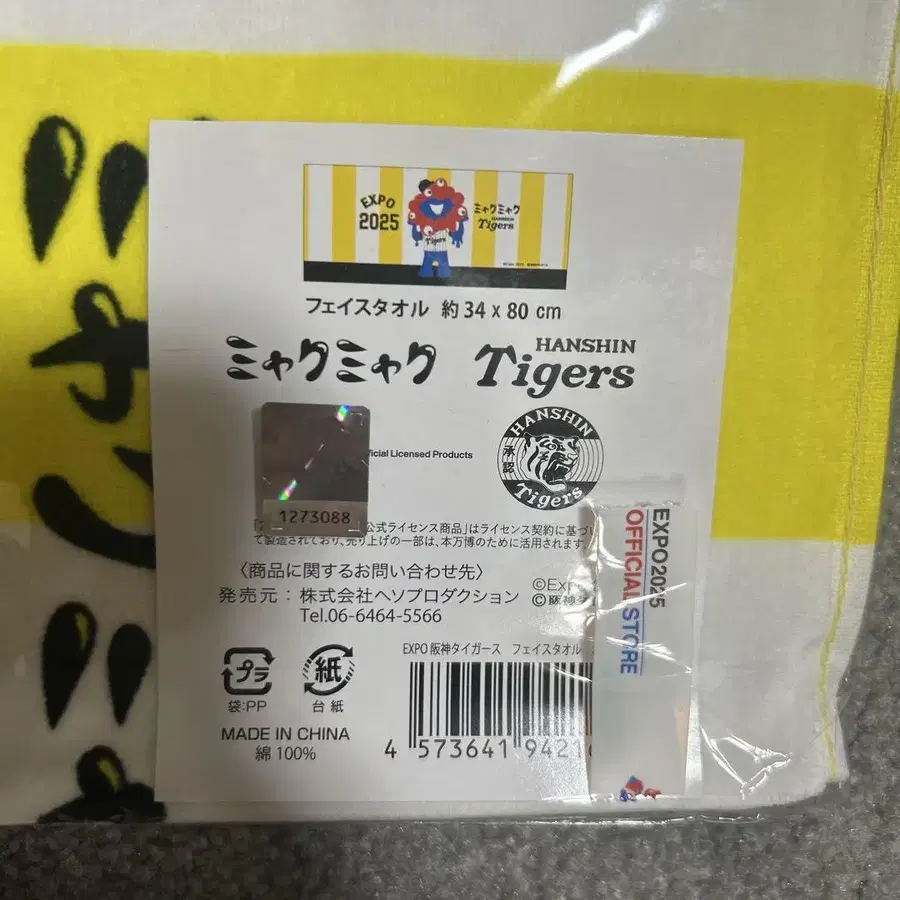 EXPO
2025
ミャクミャク
HANSHIN
Tigers
Tigers
フェイスタオル 約 34 x 80 cm
ミャクミャク
HANSHIN
Tigers
HANSHIN
承認
Tigers
Official Licensed Products
1273088
公式ライセンス商品」はライセンス契約に基づい
て製造されており、売り上げの一部は、本万博のために活用されます。
〈商品に関するお問い合わせ先〉
発売元：株式会社ヘソプロダクション
Tel.06-6464-5566
©Expo
©阪神タ
EXPO 阪神タイガース フェイスタオル
プラ
袋:PP
紙
台紙
MADE IN CHINA
綿 100%
4 573641 9421
EXPO2025
OFFICIAL STORE